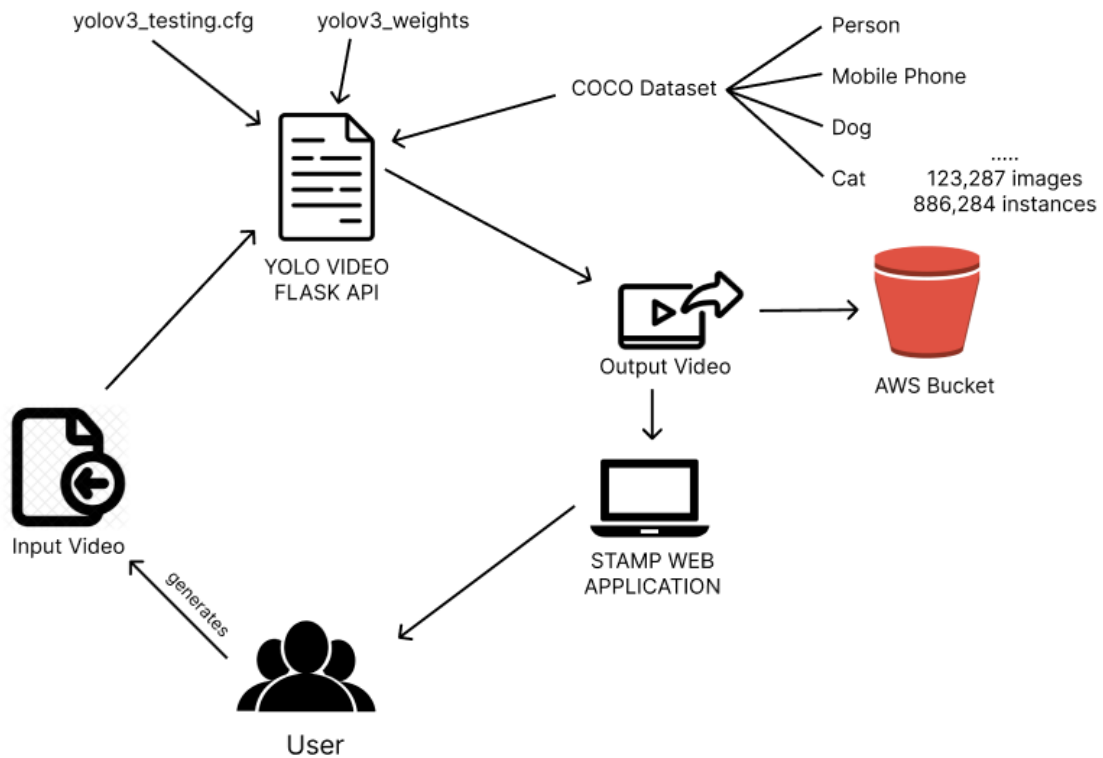 yolov3_testing.cfg
yolov3_weights
Person
COCO Dataset
Mobile Phone
Dog
Cat
.....
123,287 images
886,284 instances
YOLO VIDEO
FLASK API
Output Video
AWS Bucket
Input Video
STAMP WEB
APPLICATION
generates
User